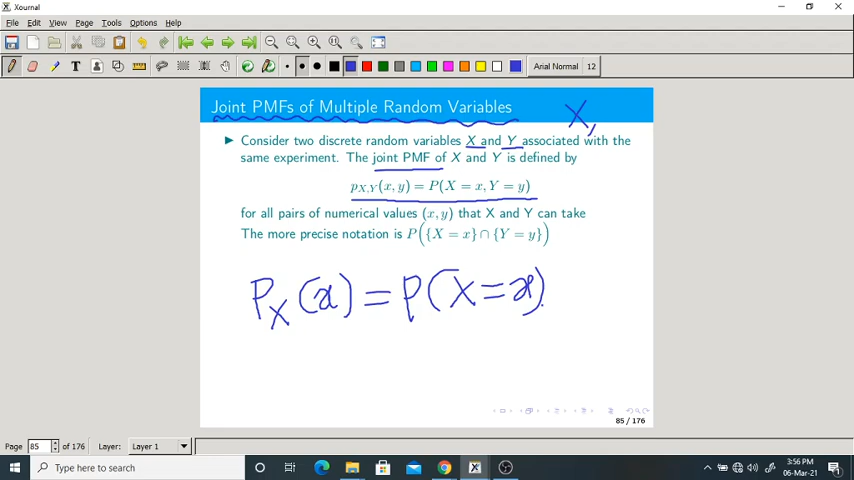 Xournal
File Edit View Page Tools Options Help
Arial Normal 12
Joint PMFs of Multiple Random Variables X,
Consider two discrete random variables X and Y associated with the
same experiment. The joint PMF of X and Y is defined by
p_{X,Y}(x, y) = P(X = x, Y = y)
for all pairs of numerical values (x, y) that X and Y can take
The more precise notation is P({X = x} ∩ {Y = y})
P_X(x) = P(X = x)
85 / 176
Page 85 of 176 Layer: Layer 1
Type here to search
3:56 PM
06-Mar-21